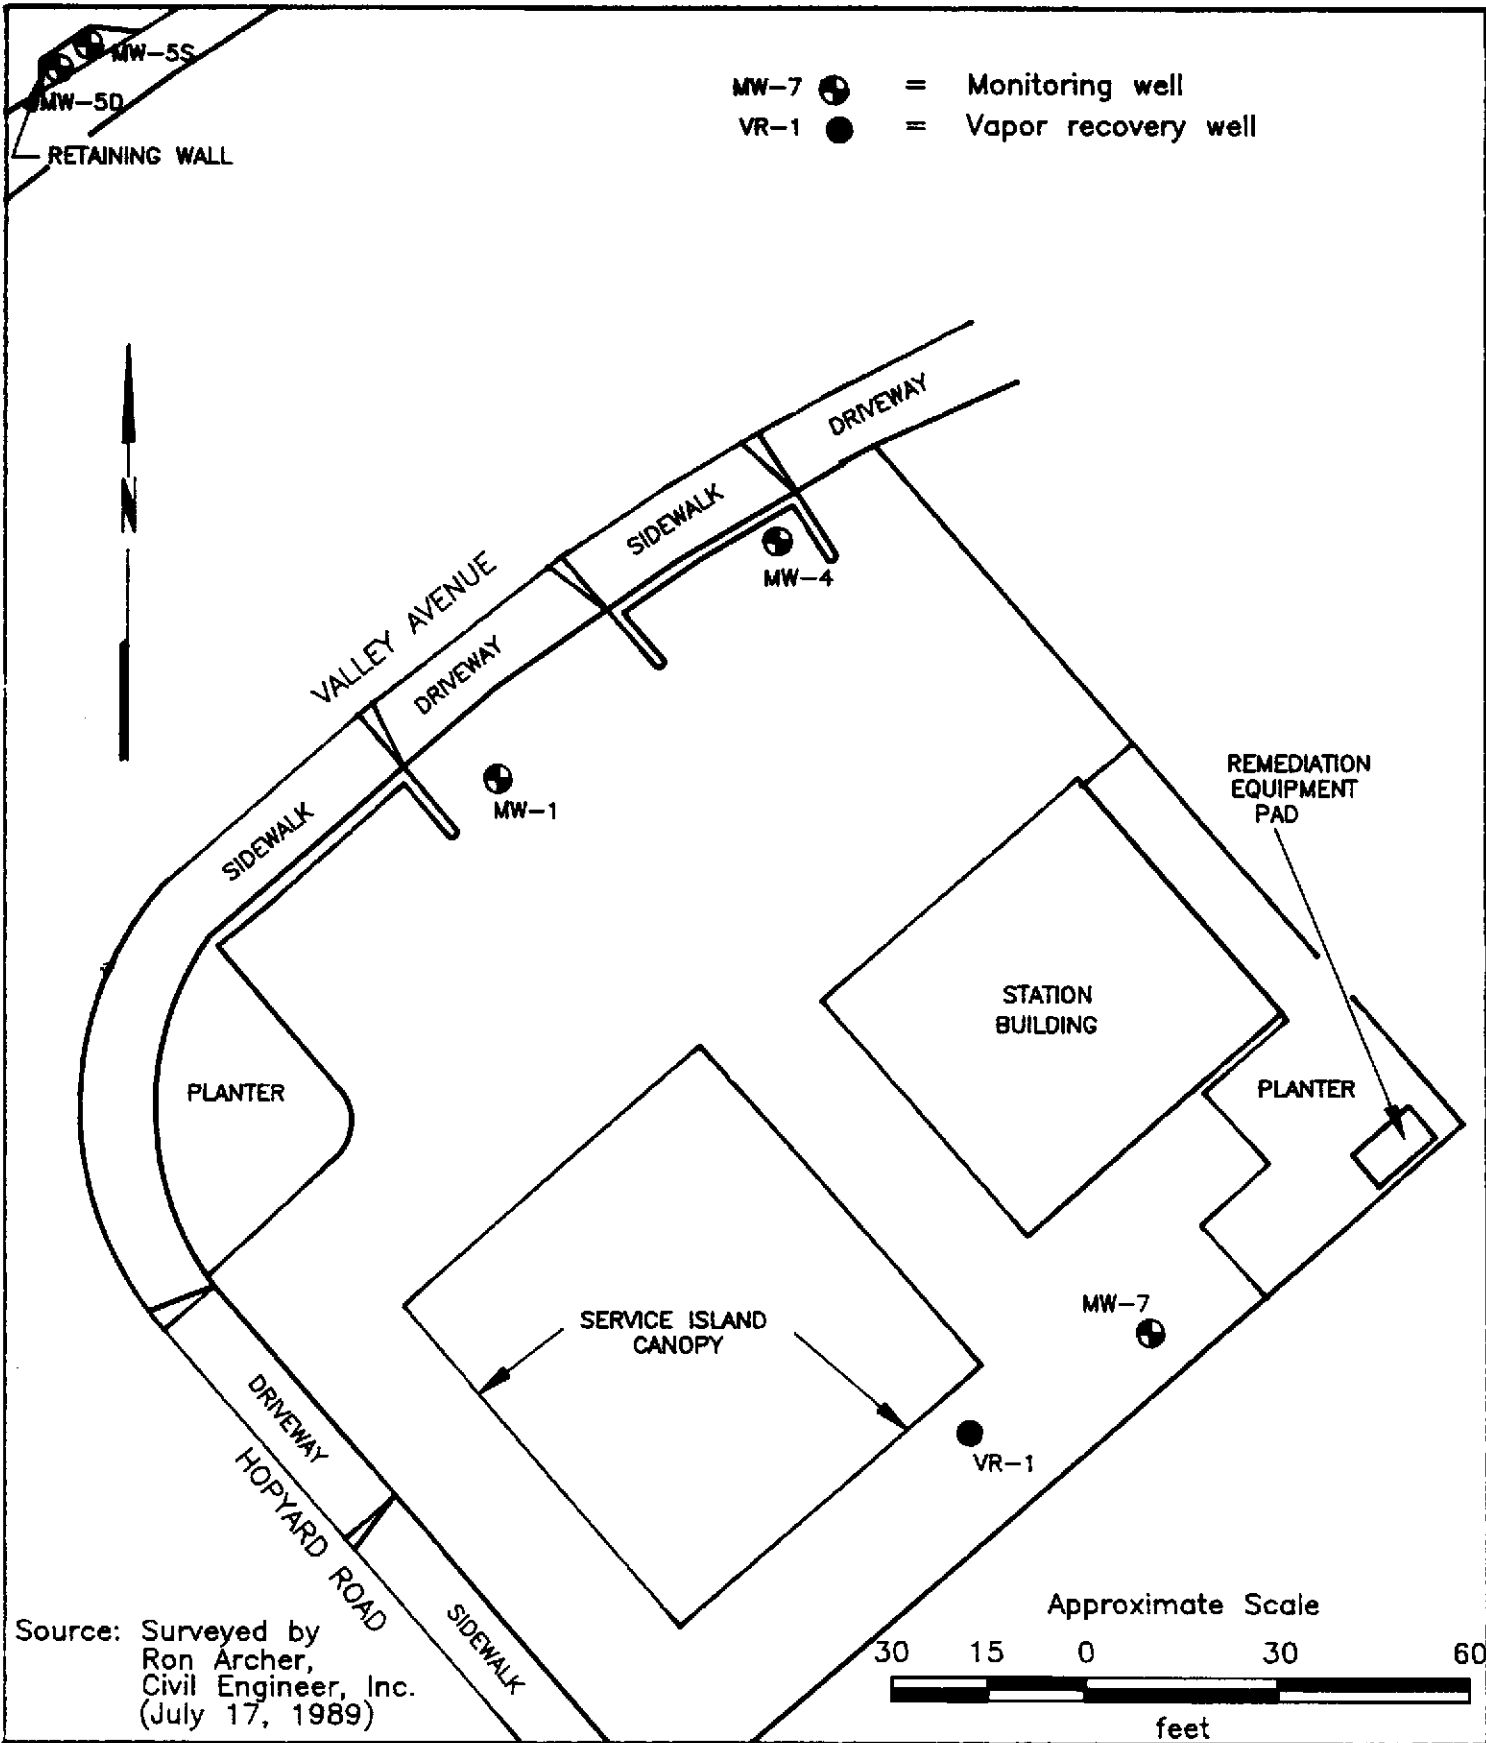 MW-5S
MW-5D
RETAINING WALL
MW-7 = Monitoring well
VR-1 = Vapor recovery well
N
DRIVEWAY
SIDEWALK
MW-4
VALLEY AVENUE
DRIVEWAY
MW-1
SIDEWALK
REMEDIATION
EQUIPMENT
PAD
STATION
BUILDING
PLANTER
PLANTER
MW-7
SERVICE ISLAND
CANOPY
VR-1
DRIVEWAY
HOPYARD ROAD
SIDEWALK
Source: Surveyed by
Ron Archer,
Civil Engineer, Inc.
(July 17, 1989)
Approximate Scale
30 15 0 30 60
feet